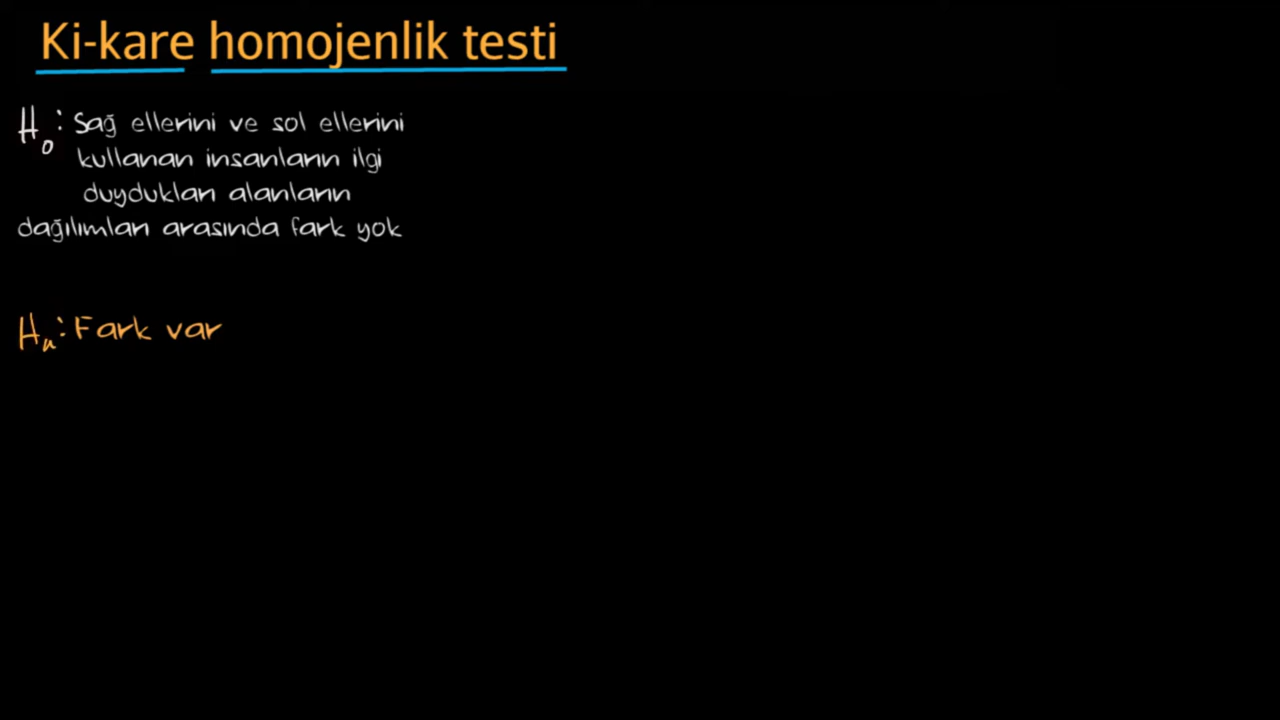 Ki-kare homojenlik testi
H₀: Sağ ellerini ve sol ellerini
kullanan insanların ilgi
duydukları alanların
dağılımları arasında fark yok
Hₐ: Fark var